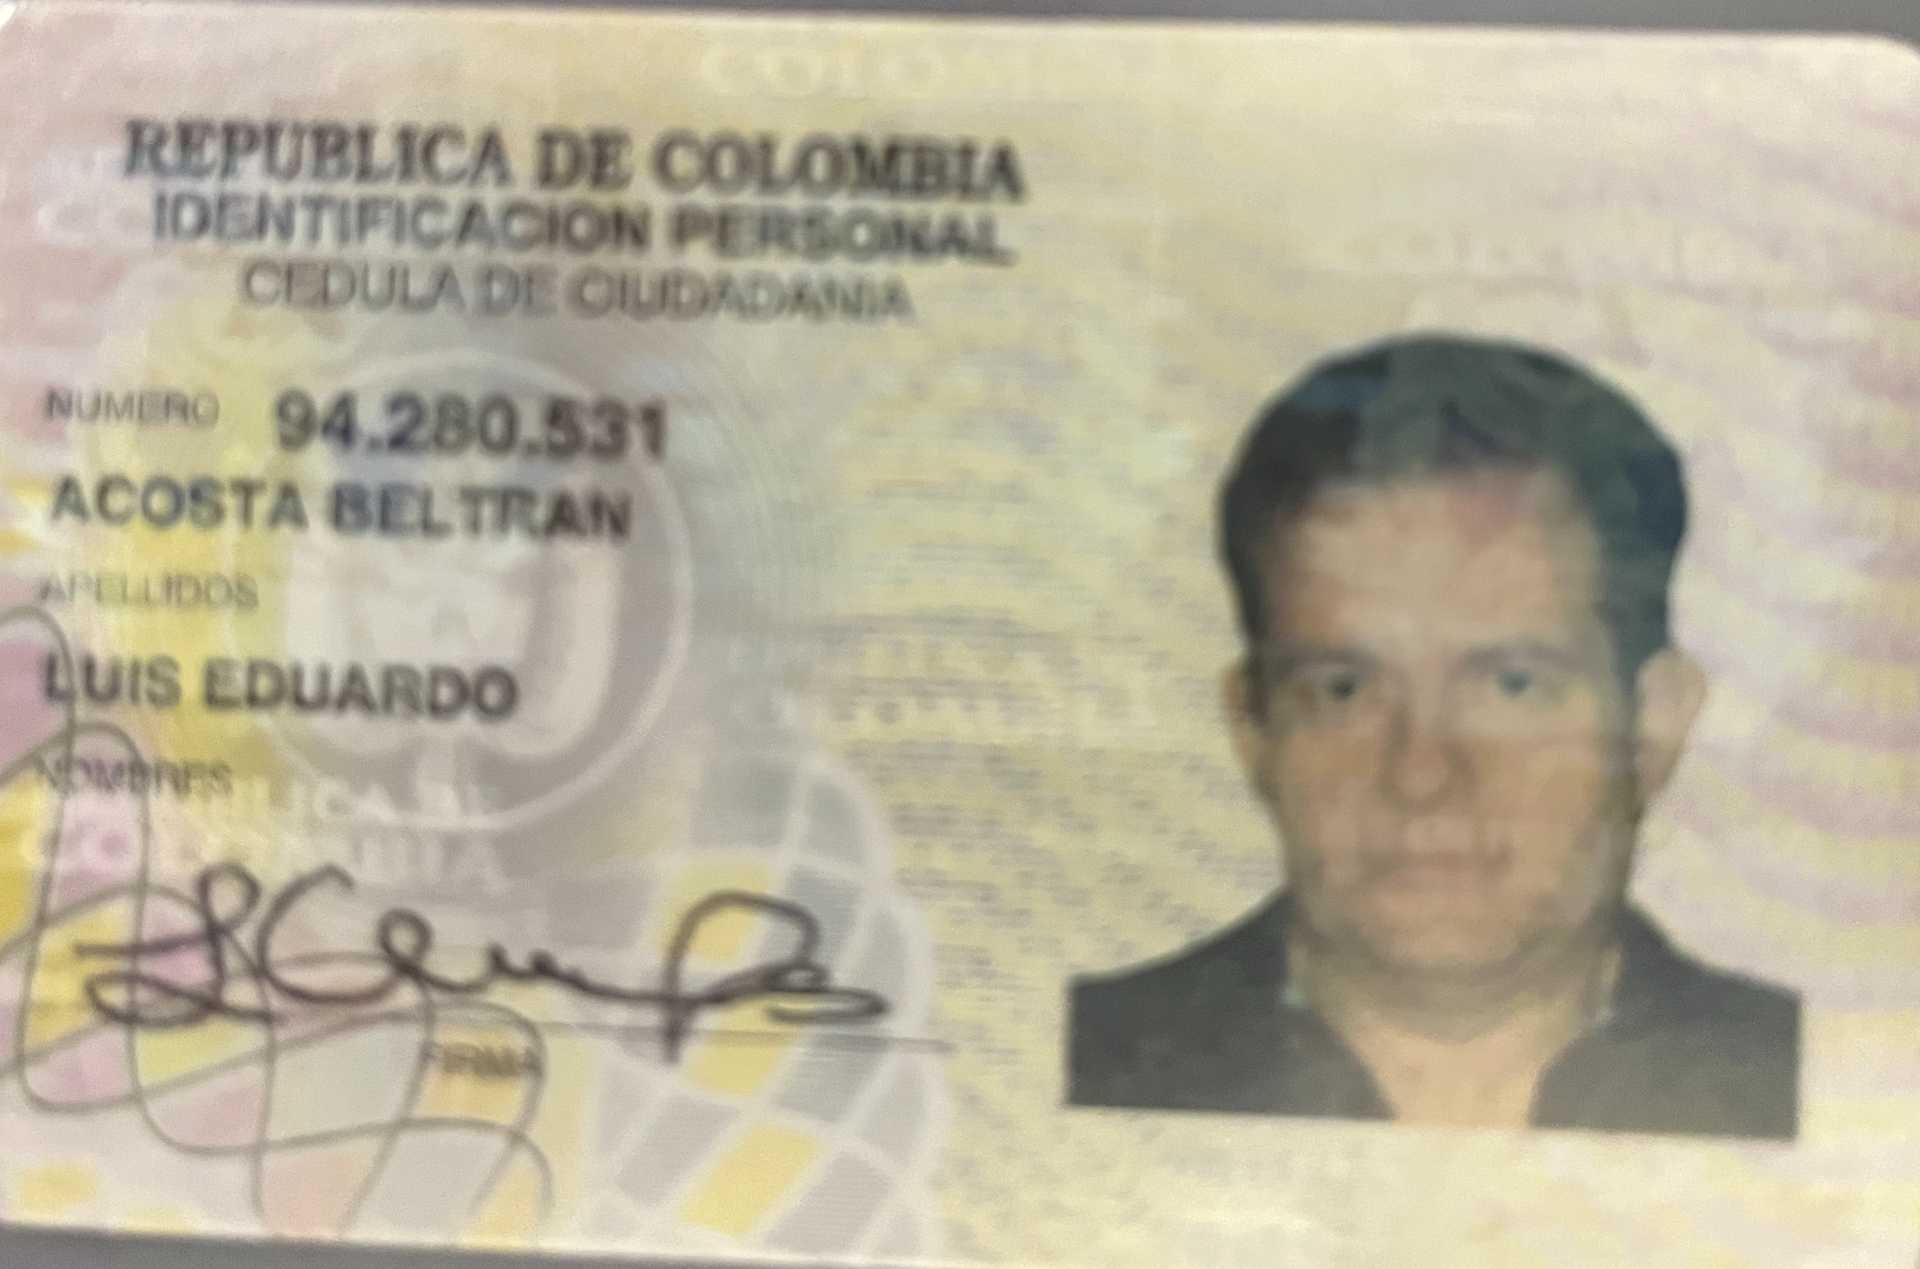 REPUBLICA DE COLOMBIA
IDENTIFICACION PERSONAL
CEDULA DE CIUDADANIA
NUMERO 94.280.531
ACOSTA BELTRAN
APELLIDOS
LUIS EDUARDO
NOMBRES
FIRMA